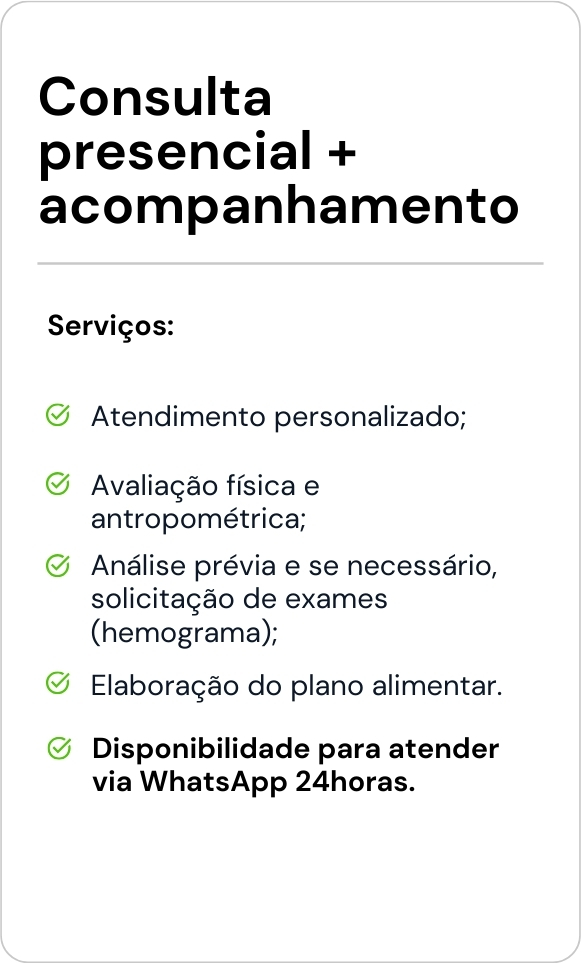 Consulta
presencial +
acompanhamento
Serviços:
Atendimento personalizado;
Avaliação física e
antropométrica;
Análise prévia e se necessário,
solicitação de exames
(hemograma);
Elaboração do plano alimentar.
Disponibilidade para atender
via WhatsApp 24horas.